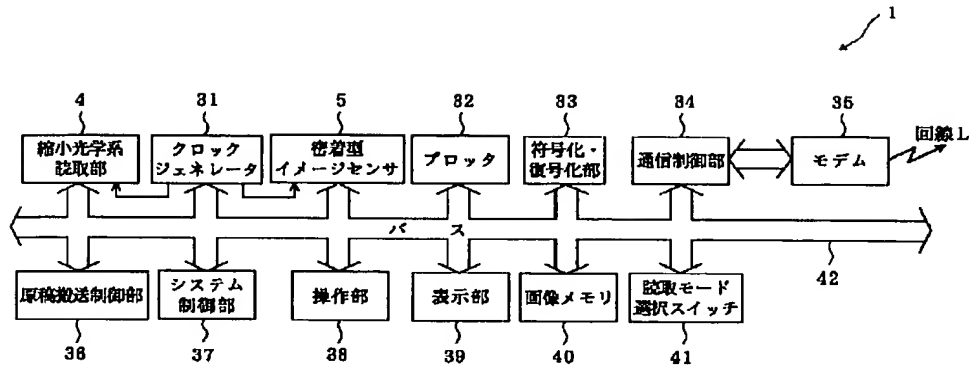 1
4
31
5
32
33
34
35
縮小光学系
読取部
クロック
ジェネレータ
密着型
イメージセンサ
プロッタ
符号化・
復号化部
通信制御部
モデム
回線L
バス
42
原稿搬送制御部
システム
制御部
操作部
表示部
画像メモリ
読取モード
選択スイッチ
36
37
38
39
40
41